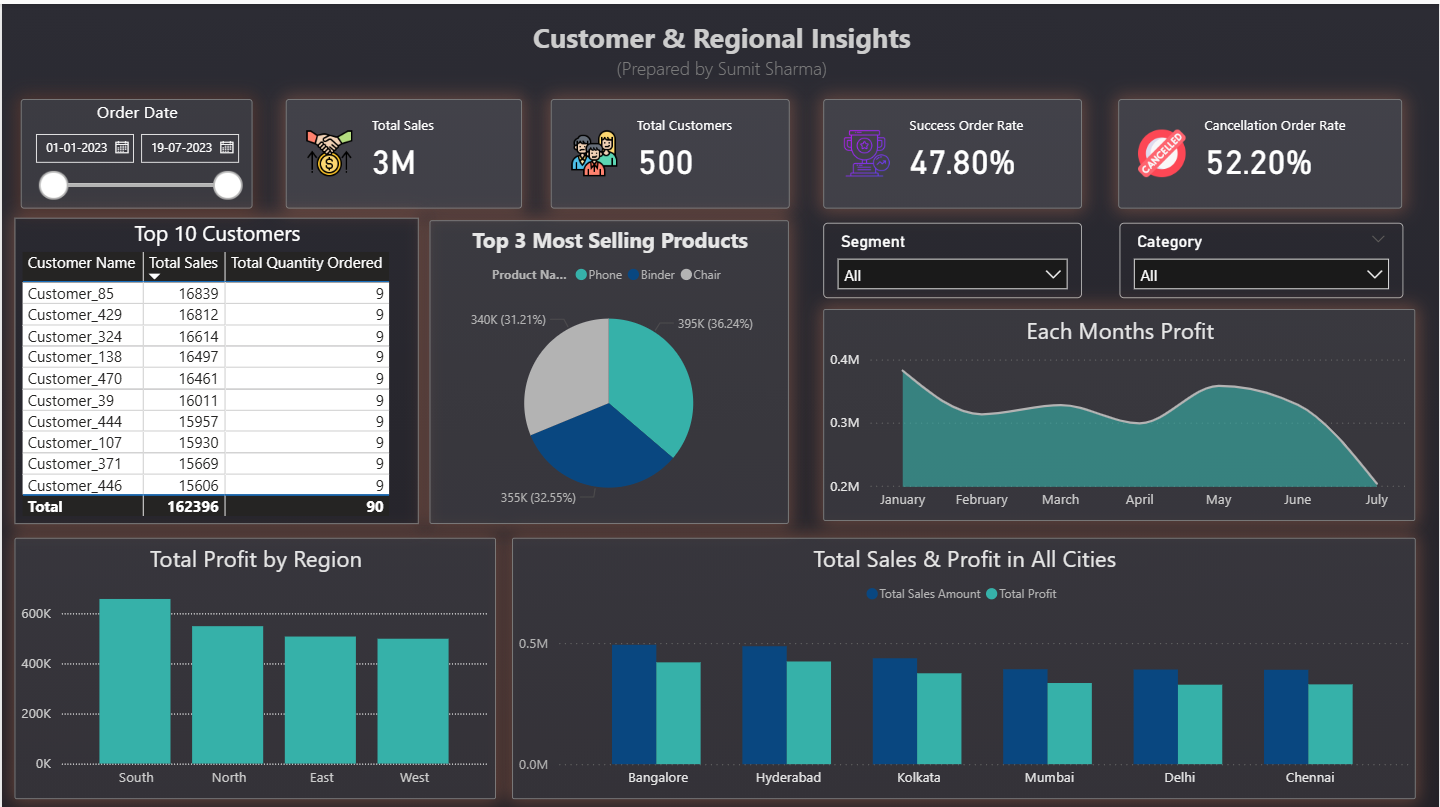 Customer & Regional Insights
(Prepared by Sumit Sharma)
Order Date
01-01-2023
19-07-2023
Total Sales
3M
Total Customers
500
Success Order Rate
47.80%
CANCELLED
Cancellation Order Rate
52.20%
Top 10 Customers
Customer Name Total Sales Total Quantity Ordered
Customer_85 16839 9
Customer_429 16812 9
Customer_324 16614 9
Customer_138 16497 9
Customer_470 16461 9
Customer_39 16011 9
Customer_444 15957 9
Customer_107 15930 9
Customer_371 15669 9
Customer_446 15606 9
Total 162396 90
Top 3 Most Selling Products
Product Na... Phone Binder Chair
340K (31.21%)
395K (36.24%)
355K (32.55%)
Segment
All
Category
All
Each Months Profit
0.4M
0.3M
0.2M
January February March April May June July
Total Profit by Region
600K
400K
200K
0K
South North East West
Total Sales & Profit in All Cities
Total Sales Amount Total Profit
0.5M
0.0M
Bangalore Hyderabad Kolkata Mumbai Delhi Chennai